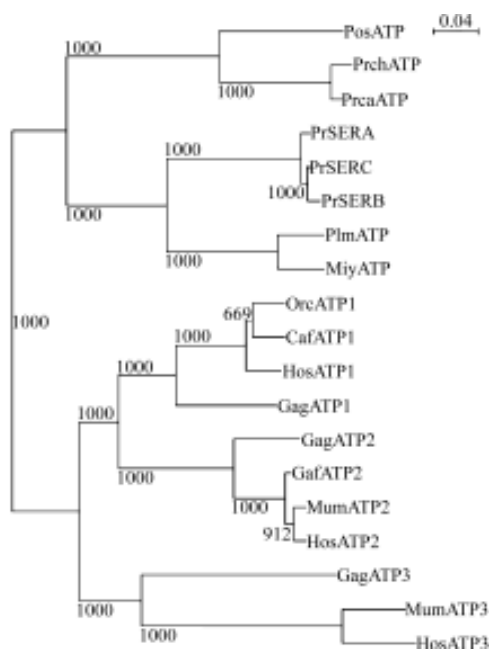 PosATP
0.04
1000
PrchATP
1000
PrcaATP
PrSERA
1000
PrSERC
1000
PrSERB
1000
PlmATP
1000
MiyATP
OrcATP1
669
1000
CafATP1
1000
1000
HosATP1
GagATP1
1000
GagATP2
1000
GafATP2
1000
MumATP2
912
HosATP2
GagATP3
1000
MumATP3
1000
HosATP3